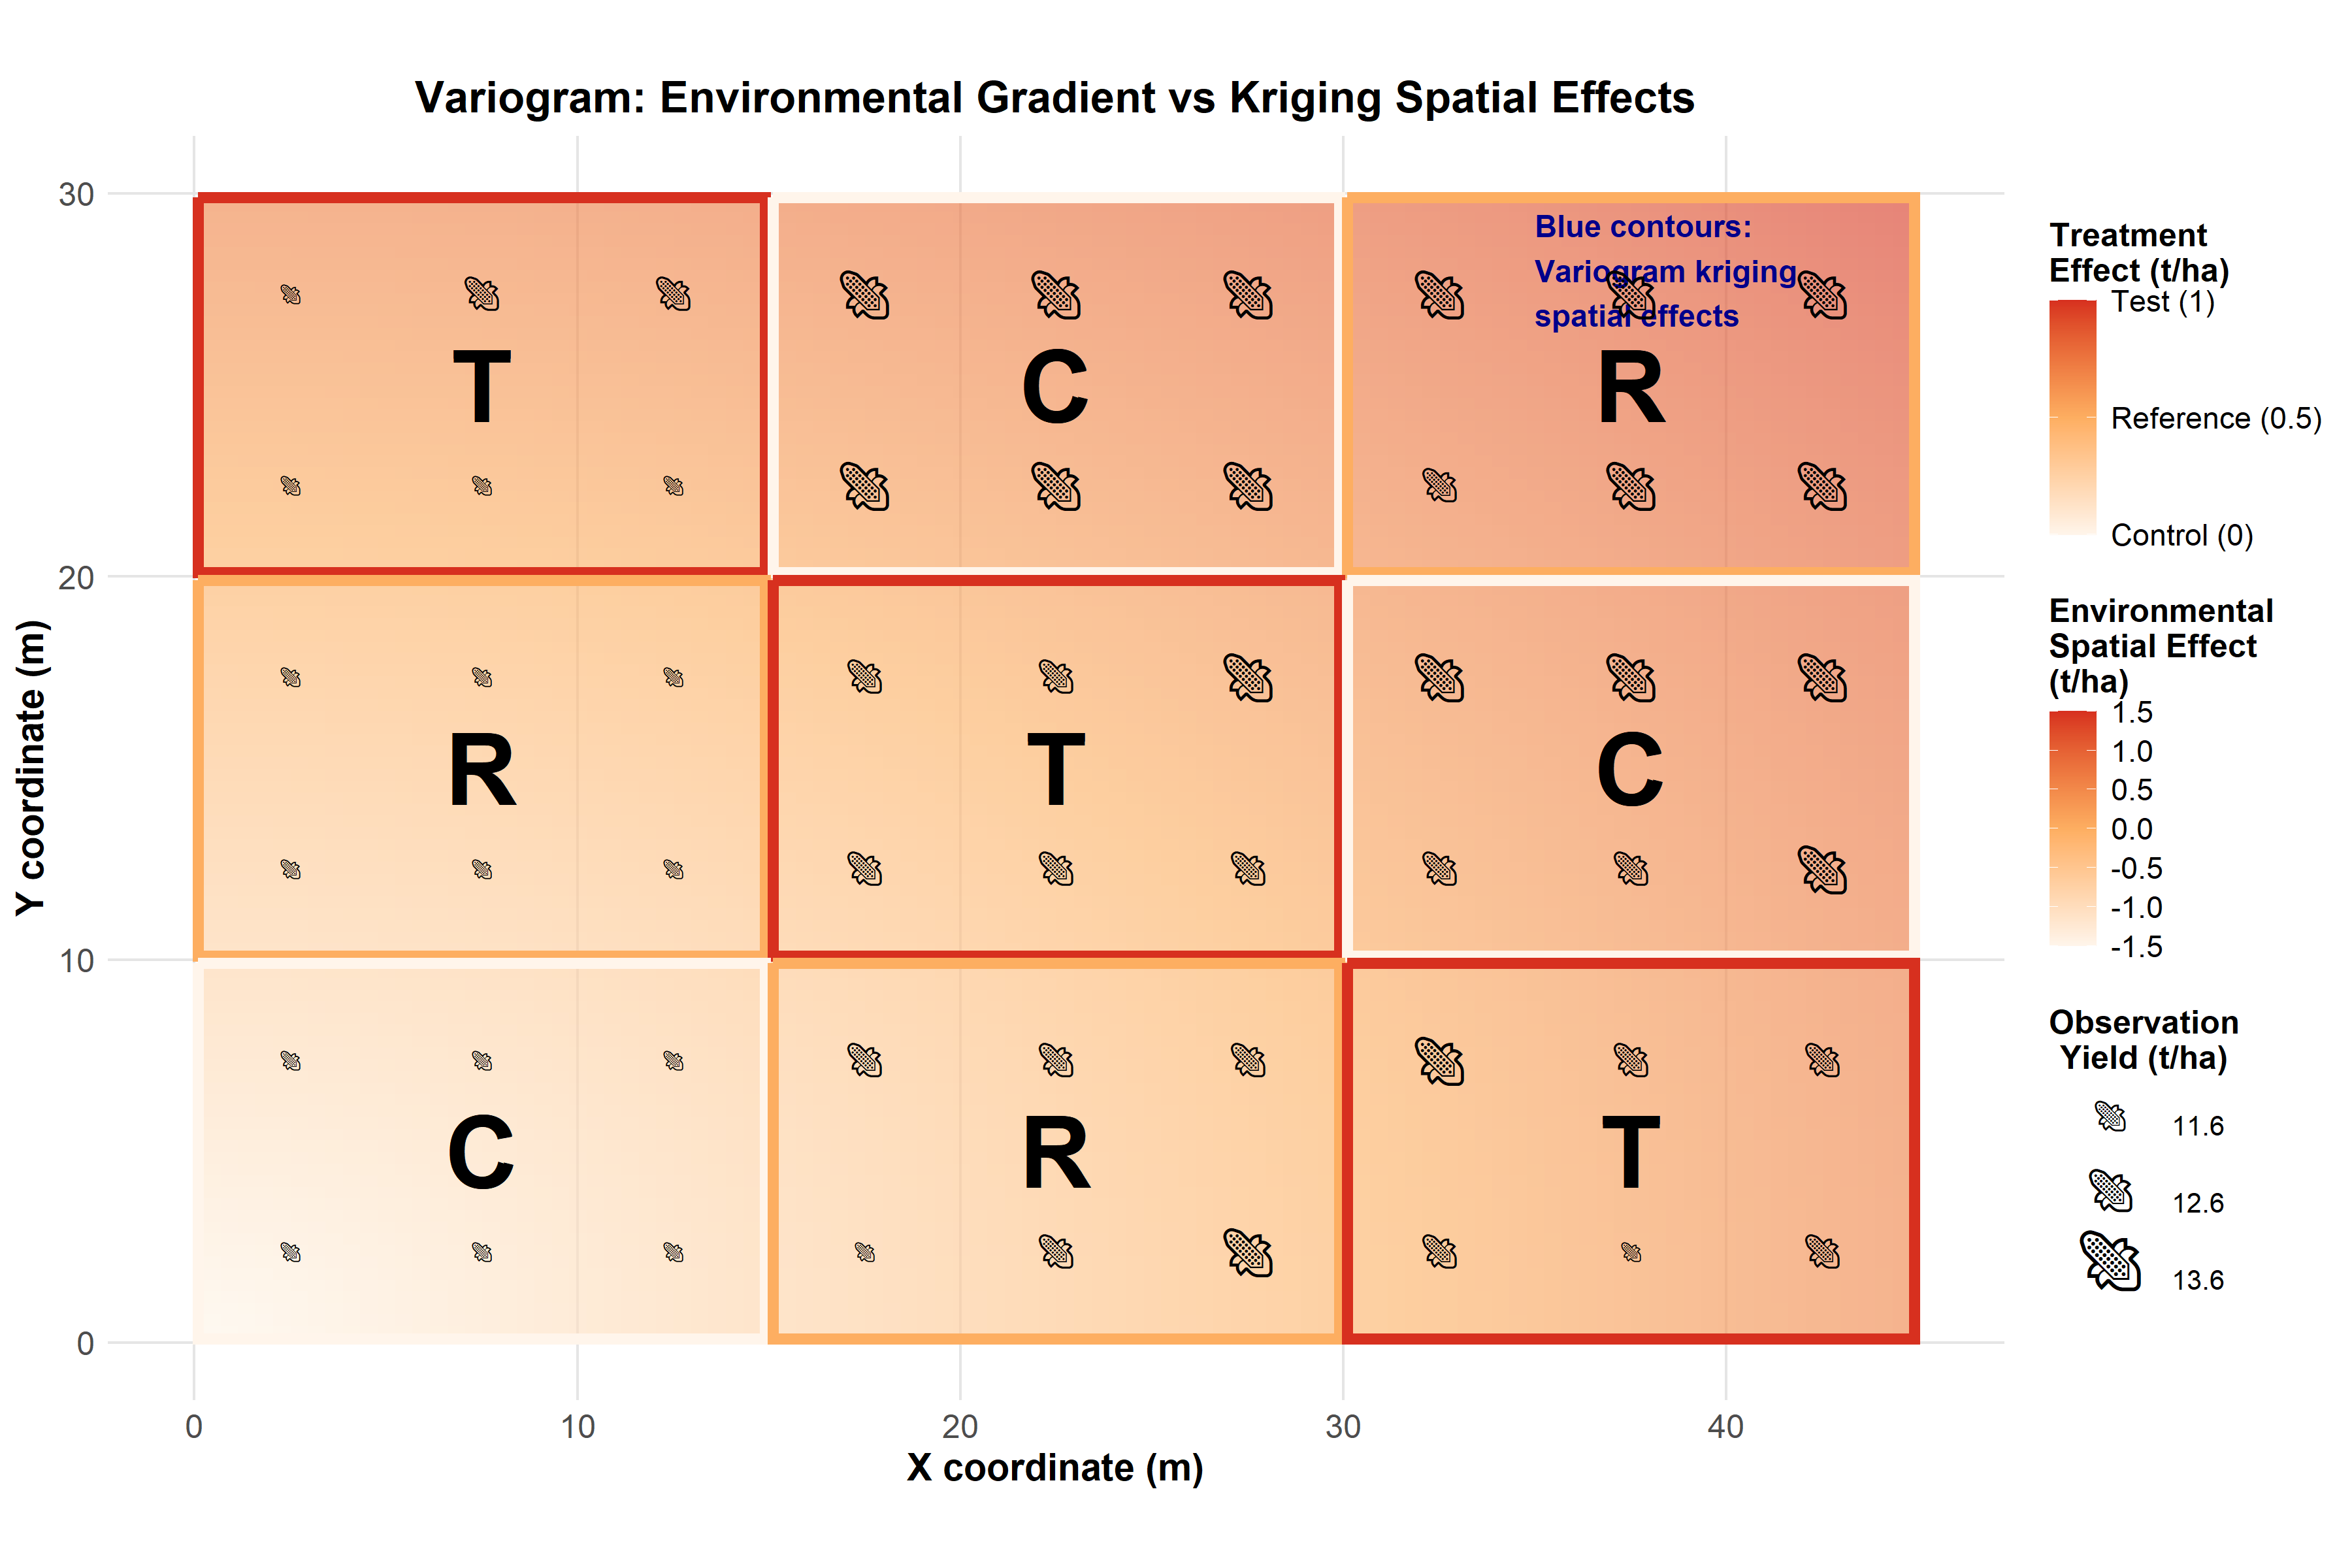 Variogram: Environmental Gradient vs Kriging Spatial Effects
30
20
10
0
Y coordinate (m)
T
C
R
Blue contours:
Variogram kriging
spatial effects
R
T
C
C
R
T
0
10
20
30
40
X coordinate (m)
Treatment
Effect (t/ha)
Test (1)
Reference (0.5)
Control (0)
Environmental
Spatial Effect
(t/ha)
1.5
1.0
0.5
0.0
-0.5
-1.0
-1.5
Observation
Yield (t/ha)
11.6
12.6
13.6